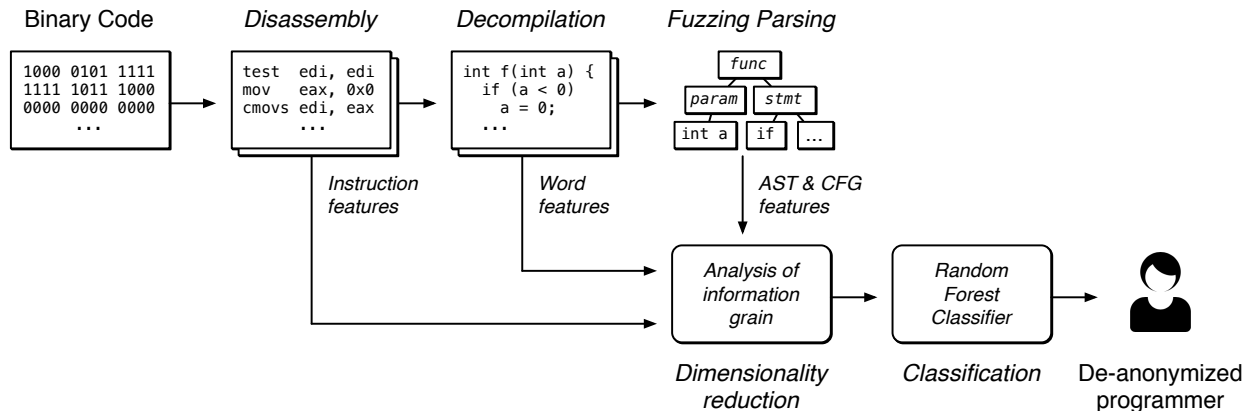 Binary Code
Disassembly
Decompilation
Fuzzing Parsing
1000 0101 1111
1111 1011 1000
0000 0000 0000
...
test edi, edi
mov eax, 0x0
cmovs edi, eax
...
int f(int a) {
if (a < 0)
a = 0;
...
func
param
stmt
int a
if
...
Instruction
features
Word
features
AST & CFG
features
Analysis of
information
grain
Random
Forest
Classifier
Dimensionality
reduction
Classification
De-anonymized
programmer